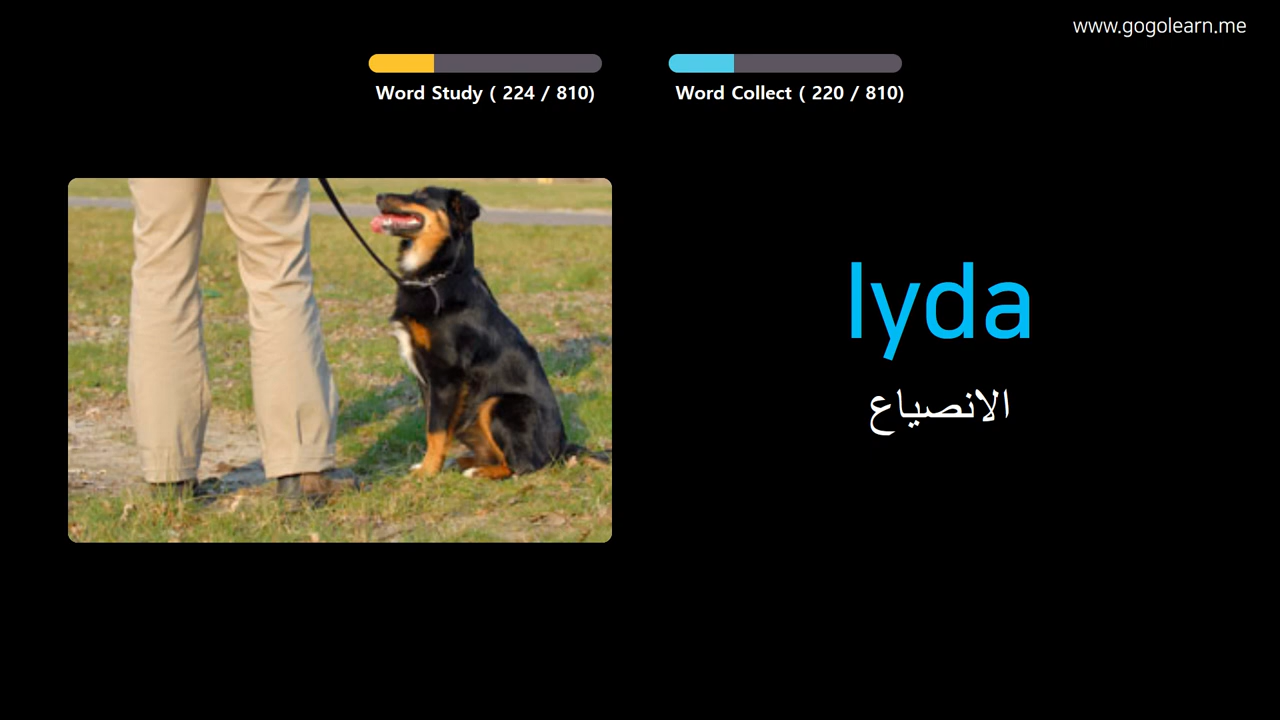 www.gogolearn.me
Word Study ( 224 / 810)
Word Collect ( 220 / 810)
lyda
الانصياع